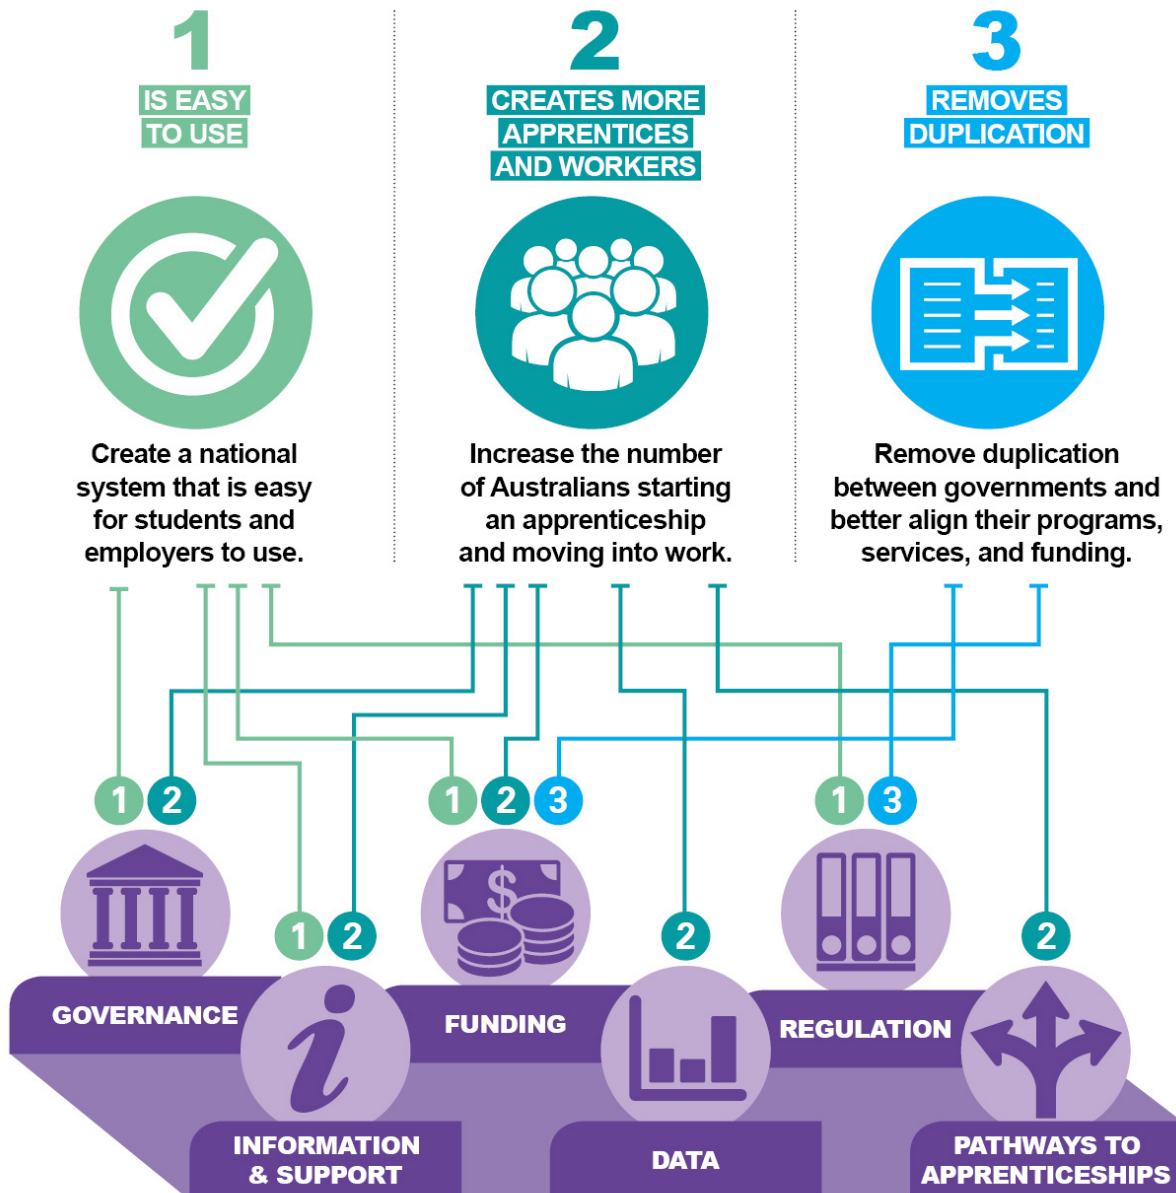 1
IS EASY
TO USE
Create a national
system that is easy
for students and
employers to use.
2
CREATES MORE
APPRENTICES
AND WORKERS
Increase the number
of Australians starting
an apprenticeship
and moving into work.
3
REMOVES
DUPLICATION
Remove duplication
between governments and
better align their programs,
services, and funding.
1 2
GOVERNANCE
1 2
INFORMATION
& SUPPORT
1 2 3
$
FUNDING
2
DATA
1 3
REGULATION
2
PATHWAYS TO
APPRENTICESHIPS